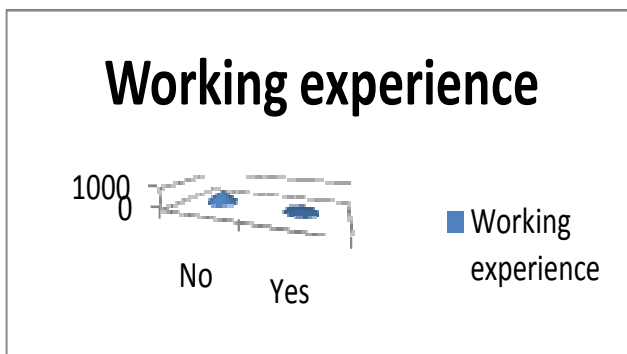 Working experience
1000
0
No
Yes
Working
experience